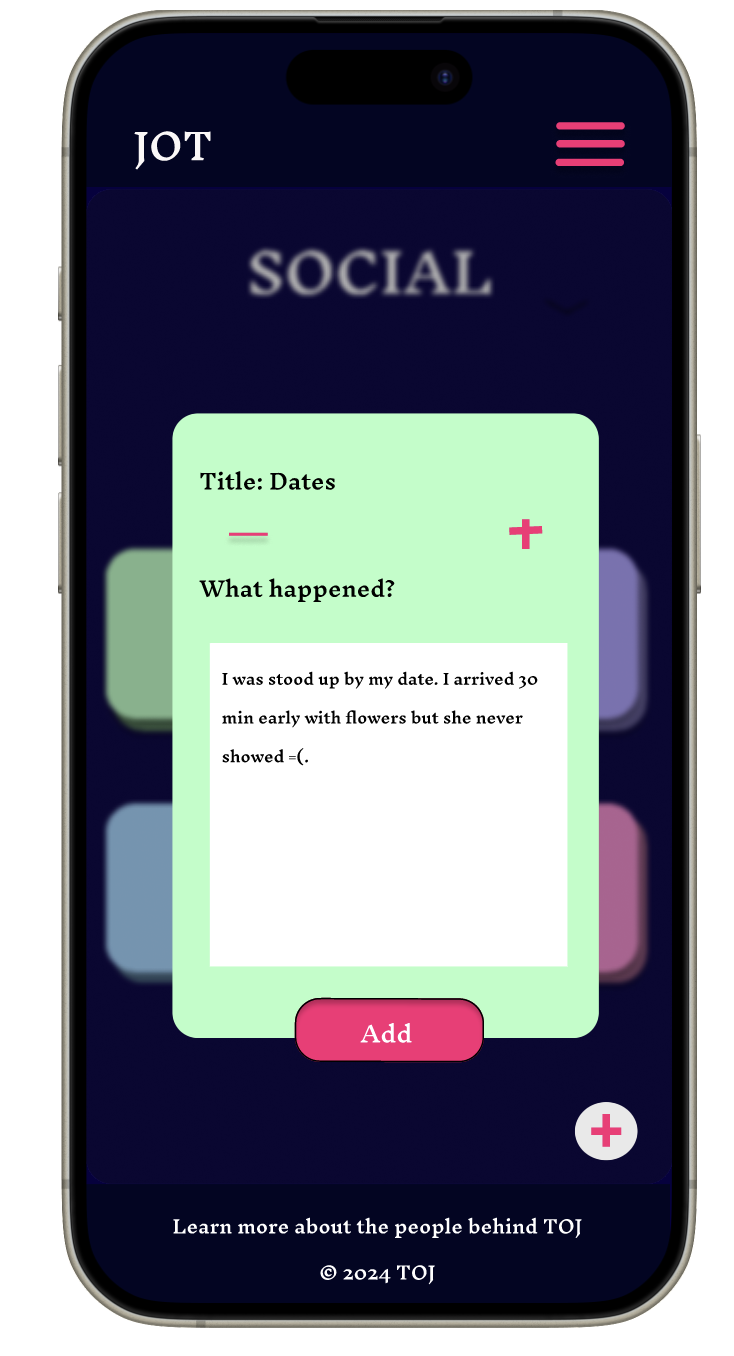 JOT
SOCIAL
Title: Dates
What happened?
I was stood up by my date. I arrived 30
min early with flowers but she never
showed =(.
Add
Learn more about the people behind TOJ
© 2024 TOJ